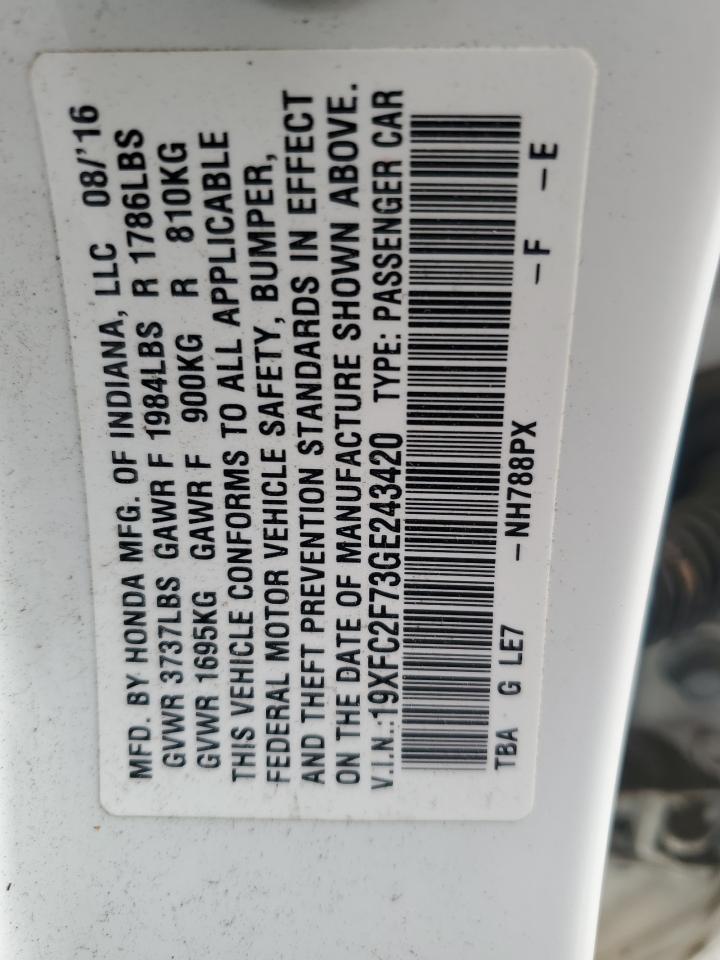 MFD. BY HONDA MFG. OF INDIANA, LLC 08/'16
GVWR 3737LBS GAWR F 1984LBS R 1786LBS
GVWR 1695KG GAWR F 900KG R 810KG
THIS VEHICLE CONFORMS TO ALL APPLICABLE
FEDERAL MOTOR VEHICLE SAFETY, BUMPER,
AND THEFT PREVENTION STANDARDS IN EFFECT
ON THE DATE OF MANUFACTURE SHOWN ABOVE.
V.I.N.:19XFC2F73GE243420 TYPE: PASSENGER CAR
TBA G LE7 -NH788PX -F -E